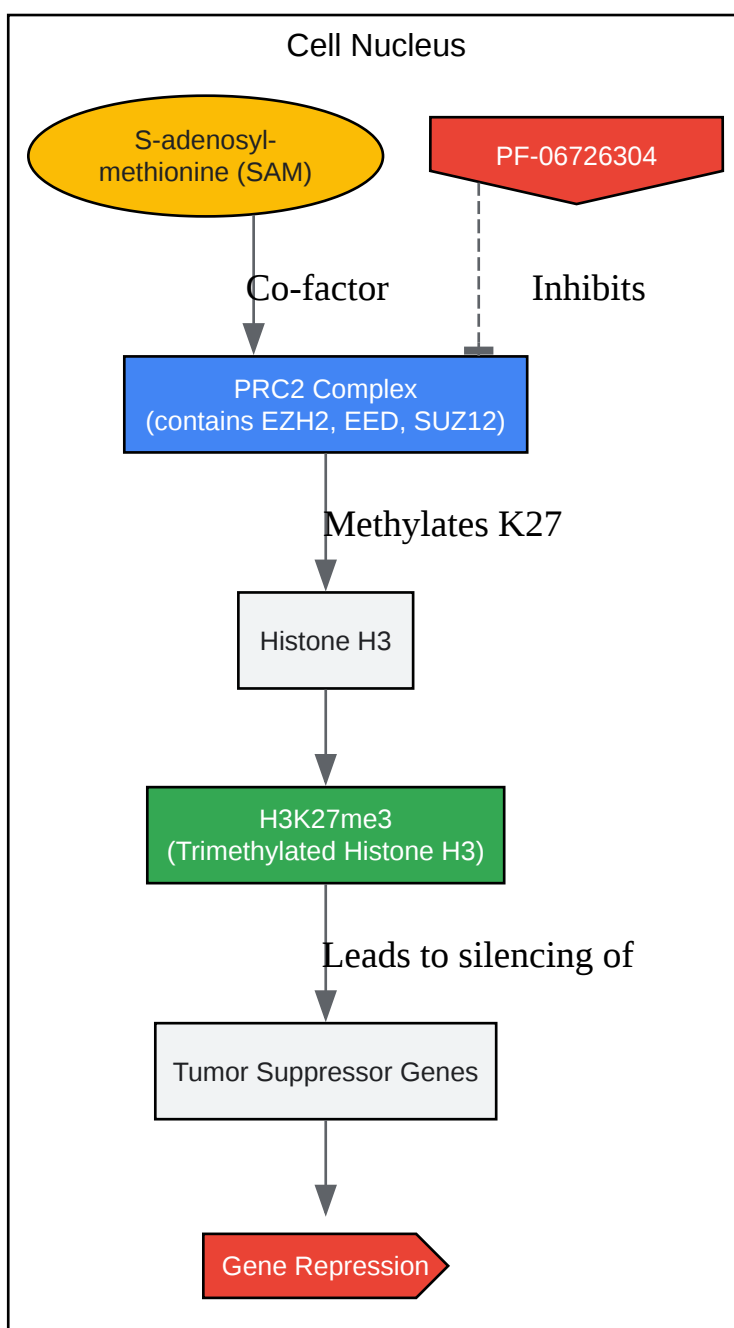 Cell Nucleus
S-adenosyl-
methionine (SAM)
PF-06726304
Co-factor
Inhibits
PRC2 Complex
(contains EZH2, EED, SUZ12)
Methylates K27
Histone H3
H3K27me3
(Trimethylated Histone H3)
Leads to silencing of
Tumor Suppressor Genes
Gene Repression